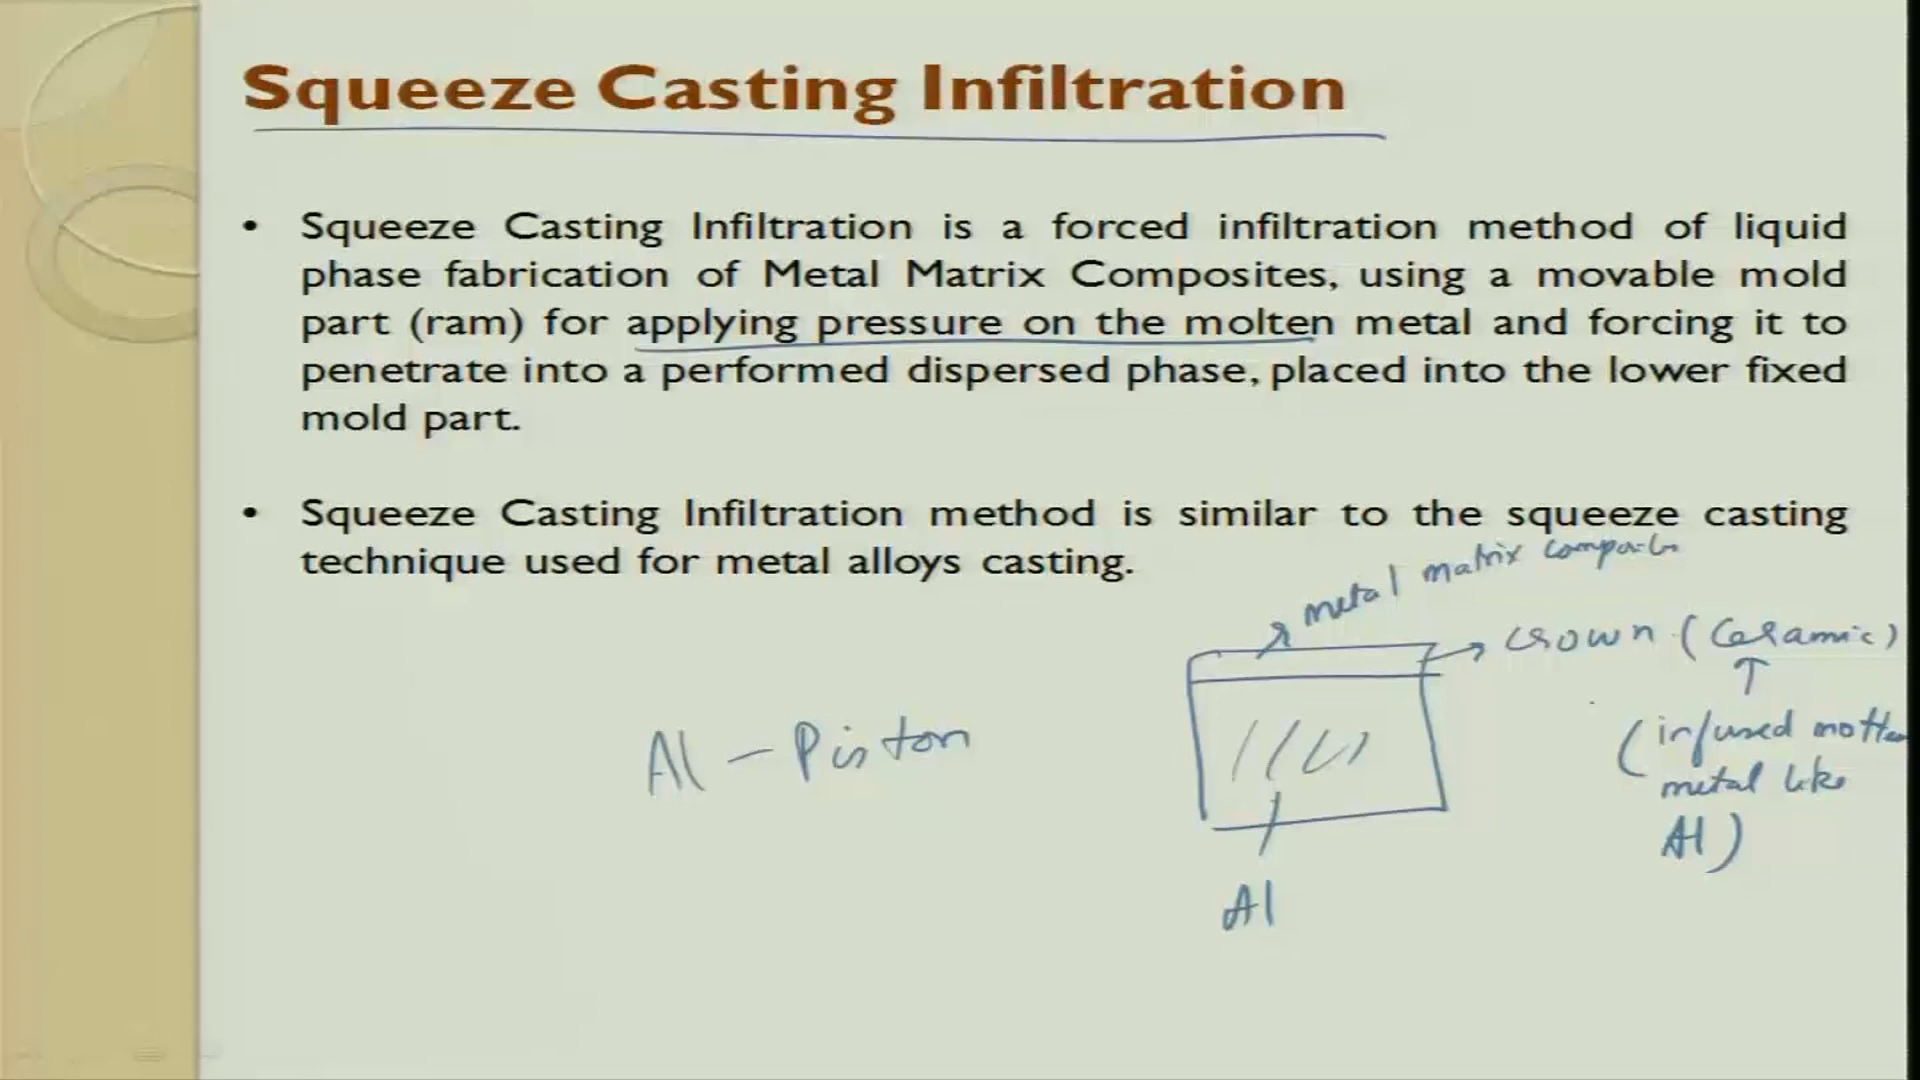 Squeeze Casting Infiltration
• Squeeze Casting Infiltration is a forced infiltration method of liquid
phase fabrication of Metal Matrix Composites, using a movable mold
part (ram) for applying pressure on the molten metal and forcing it to
penetrate into a performed dispersed phase, placed into the lower fixed
mold part.
• Squeeze Casting Infiltration method is similar to the squeeze casting
technique used for metal alloys casting.
metal matrix
crown (Ceramic)
Al - Piston
(infused
metal like
Al)
Al